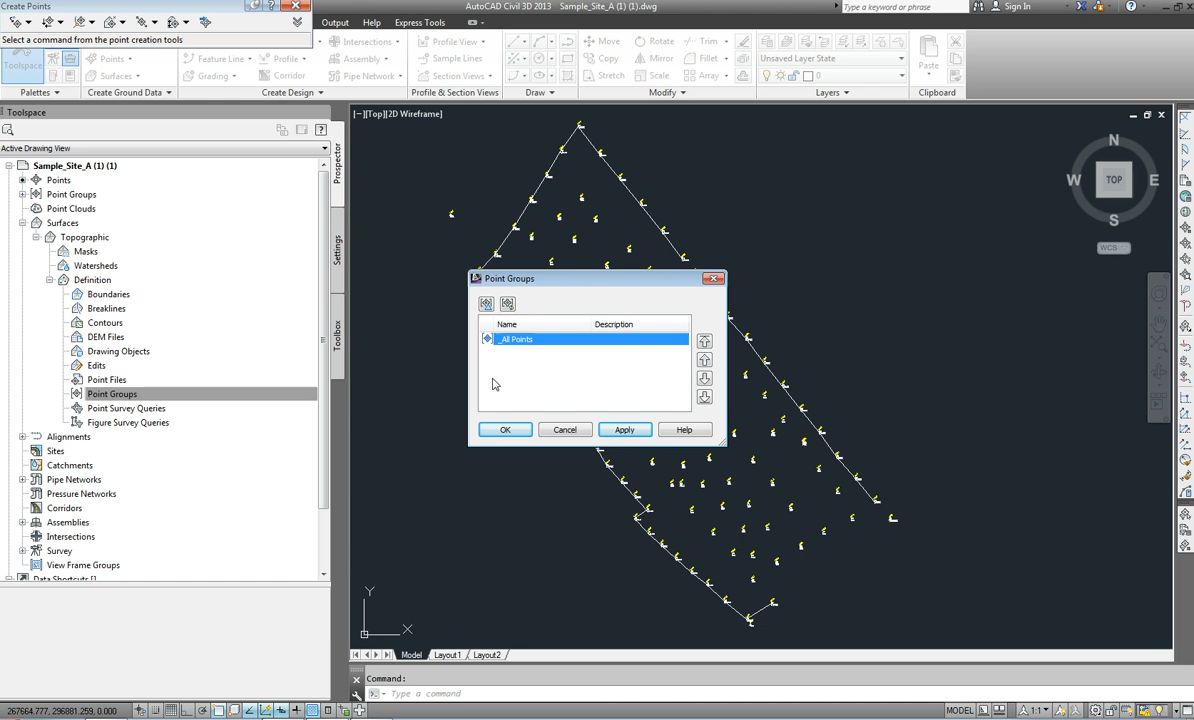 Create Points
Select a command from the point creation tools
Output Help Express Tools
AutoCAD Civil 3D 2013 Sample_Site_A (1) (1).dwg
Type a keyword or phrase
Sign In
Toolspace
Points
Surfaces
Feature Line
Grading
Intersections
Profile
Assembly
Corridor
Pipe Network
Profile View
Sample Lines
Section Views
Move Rotate Trim
Copy Mirror Fillet
Stretch Scale Array
Unsaved Layer State
0
Paste
Palettes
Create Ground Data
Create Design
Profile & Section Views
Draw
Modify
Layers
Clipboard
Toolspace
Active Drawing View
Sample_Site_A (1) (1)
Points
Point Groups
Point Clouds
Surfaces
Topographic
Masks
Watersheds
Definition
Boundaries
Breaklines
Contours
DEM Files
Drawing Objects
Edits
Point Files
Point Groups
Point Survey Queries
Figure Survey Queries
Alignments
Sites
Catchments
Pipe Networks
Pressure Networks
Corridors
Assemblies
Intersections
Survey
View Frame Groups
Data Shortcuts []
Prospector
Settings
Toolbox
[−][Top][2D Wireframe]
N
W TOP E
S
WCS
Point Groups
Name Description
_All Points
OK Cancel Apply Help
Y
X
Model Layout1 Layout2
Command:
Type a command
267664.777, 296881.259, 0.000
MODEL
1:1